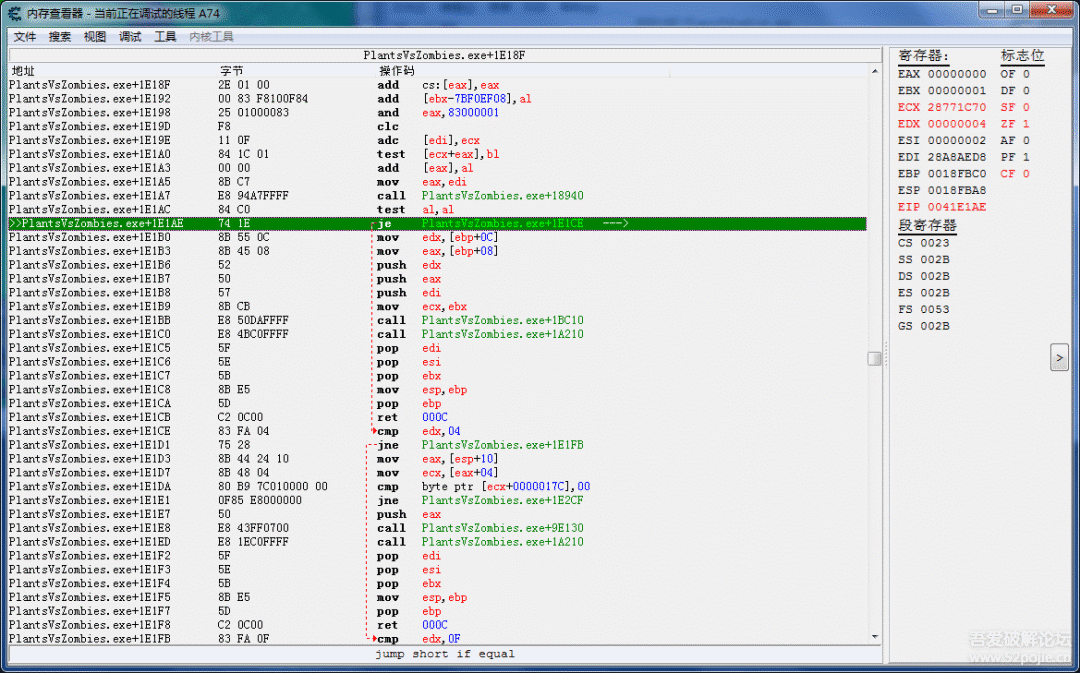 内存查看器 - 当前正在调试的线程 A74
文件 搜索 视图 调试 工具 内核工具
PlantsVsZombies.exe+1E18F
地址 字节 操作码
PlantsVsZombies.exe+1E18F 2E 01 00 add cs:[eax],eax
PlantsVsZombies.exe+1E192 00 83 F8100F84 add [ebx-7BF0EF08],al
PlantsVsZombies.exe+1E198 25 01000083 and eax,83000001
PlantsVsZombies.exe+1E19D F8 clc
PlantsVsZombies.exe+1E19E 11 0F adc [edi],ecx
PlantsVsZombies.exe+1E1A0 84 1C 01 test [ecx+eax],bl
PlantsVsZombies.exe+1E1A3 00 00 add [eax],al
PlantsVsZombies.exe+1E1A5 8B C7 mov eax,edi
PlantsVsZombies.exe+1E1A7 E8 94A7FFFF call PlantsVsZombies.exe+18940
PlantsVsZombies.exe+1E1AC 84 C0 test al,al
>>PlantsVsZombies.exe+1E1AE 74 1E je PlantsVsZombies.exe+1E1CE --->
PlantsVsZombies.exe+1E1B0 8B 55 0C mov edx,[ebp+0C]
PlantsVsZombies.exe+1E1B3 8B 45 08 mov eax,[ebp+08]
PlantsVsZombies.exe+1E1B6 52 push edx
PlantsVsZombies.exe+1E1B7 50 push eax
PlantsVsZombies.exe+1E1B8 57 push edi
PlantsVsZombies.exe+1E1B9 8B CB mov ecx,ebx
PlantsVsZombies.exe+1E1BB E8 50DAFFFF call PlantsVsZombies.exe+1BC10
PlantsVsZombies.exe+1E1C0 E8 4BC0FFFF call PlantsVsZombies.exe+1A210
PlantsVsZombies.exe+1E1C5 5F pop edi
PlantsVsZombies.exe+1E1C6 5E pop esi
PlantsVsZombies.exe+1E1C7 5B pop ebx
PlantsVsZombies.exe+1E1C8 8B E5 mov esp,ebp
PlantsVsZombies.exe+1E1CA 5D pop ebp
PlantsVsZombies.exe+1E1CB C2 0C00 ret 000C
PlantsVsZombies.exe+1E1CE 83 FA 04 cmp edx,04
PlantsVsZombies.exe+1E1D1 75 28 jne PlantsVsZombies.exe+1E1FB
PlantsVsZombies.exe+1E1D3 8B 44 24 10 mov eax,[esp+10]
PlantsVsZombies.exe+1E1D7 8B 48 04 mov ecx,[eax+04]
PlantsVsZombies.exe+1E1DA 80 B9 7C010000 00 cmp byte ptr [ecx+0000017C],00
PlantsVsZombies.exe+1E1E1 0F85 E8000000 jne PlantsVsZombies.exe+1E2CF
PlantsVsZombies.exe+1E1E7 50 push eax
PlantsVsZombies.exe+1E1E8 E8 43FF0700 call PlantsVsZombies.exe+9E130
PlantsVsZombies.exe+1E1ED E8 1EC0FFFF call PlantsVsZombies.exe+1A210
PlantsVsZombies.exe+1E1F2 5F pop edi
PlantsVsZombies.exe+1E1F3 5E pop esi
PlantsVsZombies.exe+1E1F4 5B pop ebx
PlantsVsZombies.exe+1E1F5 8B E5 mov esp,ebp
PlantsVsZombies.exe+1E1F7 5D pop ebp
PlantsVsZombies.exe+1E1F8 C2 0C00 ret 000C
PlantsVsZombies.exe+1E1FB 83 FA 0F cmp edx,0F
jump short if equal
寄存器: 标志位
EAX 00000000 OF 0
EBX 00000001 DF 0
ECX 28771C70 SF 0
EDX 00000004 ZF 1
ESI 00000002 AF 0
EDI 28A8AED8 PF 1
EBP 0018FBC0 CF 0
ESP 0018FBA8
EIP 0041E1AE
段寄存器
CS 0023
SS 002B
DS 002B
ES 002B
FS 0053
GS 002B
>
吾爱破解论坛
www.52pojie.cn